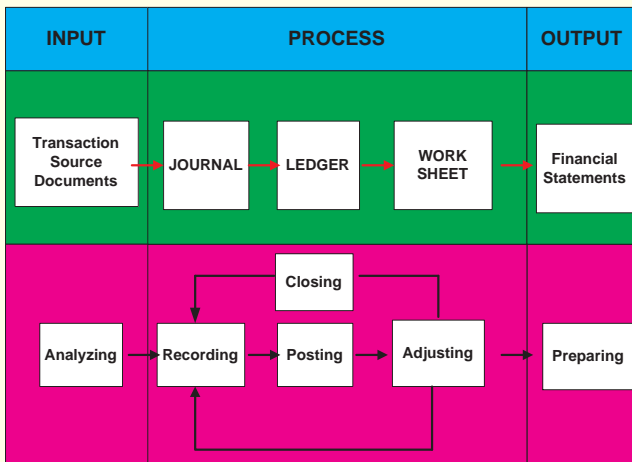 INPUT
PROCESS
OUTPUT
Transaction
Source
Documents
JOURNAL
LEDGER
WORK
SHEET
Financial
Statements
Closing
Analyzing
Recording
Posting
Adjusting
Preparing